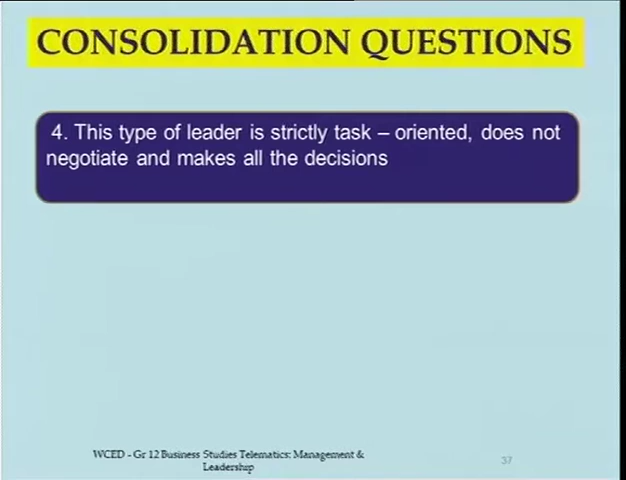 CONSOLIDATION QUESTIONS
4. This type of leader is strictly task – oriented, does not
negotiate and makes all the decisions
WCED - Gr 12 Business Studies Telematics: Management &
Leadership
37